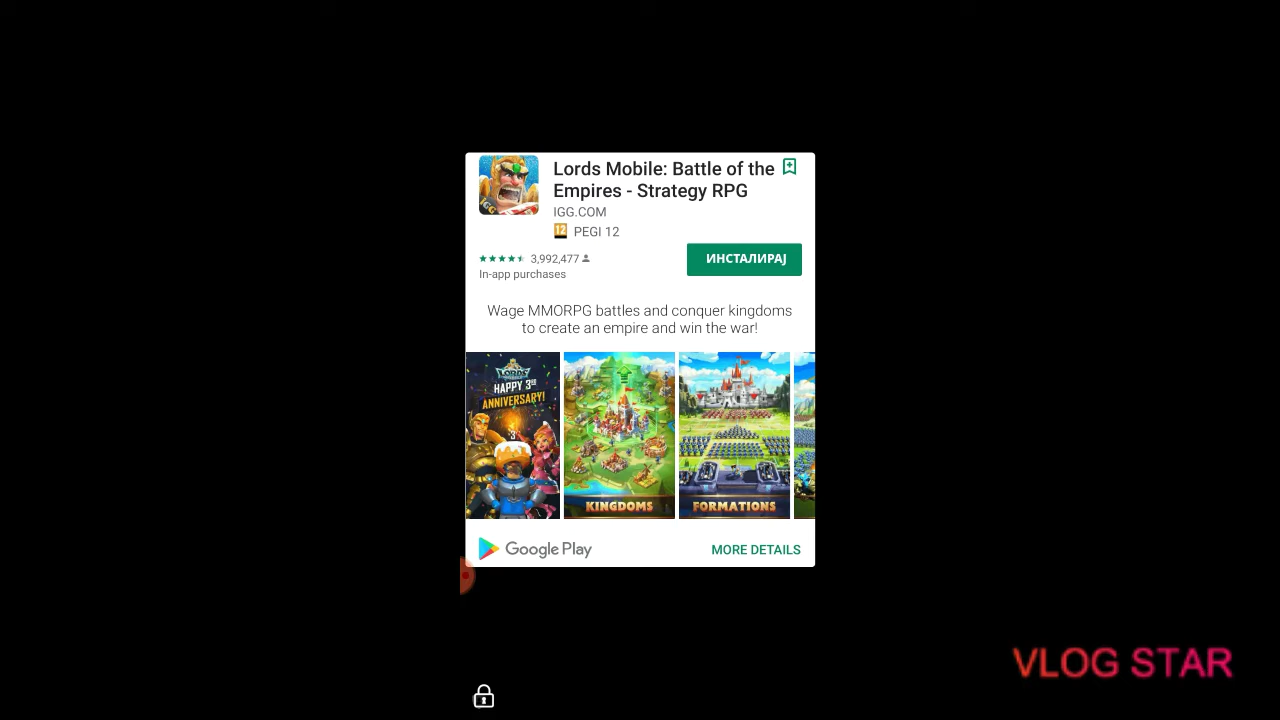 Lords Mobile: Battle of the
Empires - Strategy RPG
IGG.COM
12 PEGI 12
3,992,477
In-app purchases
ИНСТАЛИРАЈ
Wage MMORPG battles and conquer kingdoms
to create an empire and win the war!
IGG
LORDS
HAPPY 3RD
ANNIVERSARY!
3
KINGDOMS
FORMATIONS
Google Play
MORE DETAILS
VLOG STAR